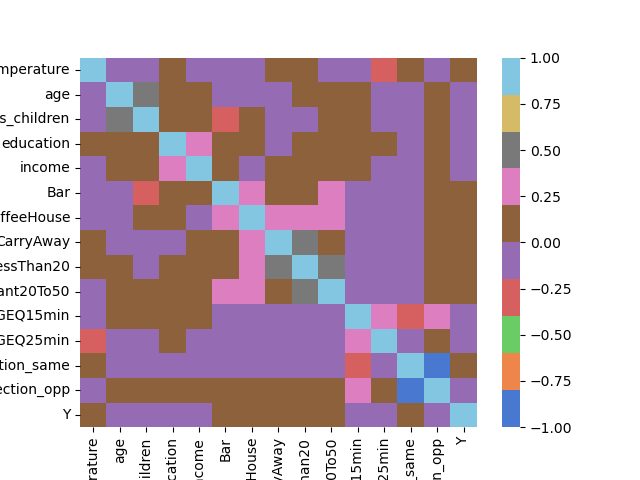 mperature
age
s_children
education
income
Bar
ffeeHouse
CarryAway
essThan20
ant20To50
GEQ15min
GEQ25min
tion_same
ection_opp
Y
rature
age
ildren
cation
come
Bar
House
yAway
han20
0To50
15min
25min
_same
n_opp
Y
1.00
0.75
0.50
0.25
0.00
−0.25
−0.50
−0.75
−1.00